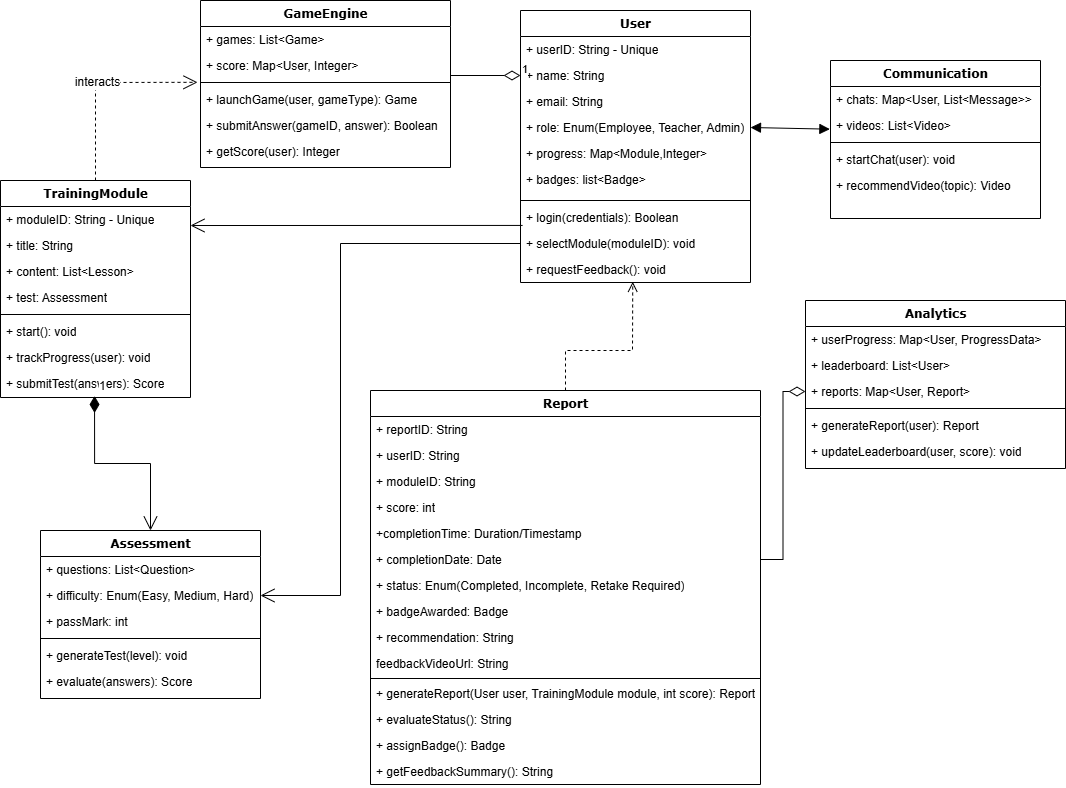 GameEngine
+ games: List<Game>
+ score: Map<User, Integer>
+ launchGame(user, gameType): Game
+ submitAnswer(gameID, answer): Boolean
+ getScore(user): Integer
User
+ userID: String - Unique
+ name: String
+ email: String
+ role: Enum(Employee, Teacher, Admin)
+ progress: Map<Module,Integer>
+ badges: list<Badge>
+ login(credentials): Boolean
+ selectModule(moduleID): void
+ requestFeedback(): void
1
Communication
+ chats: Map<User, List<Message>>
+ videos: List<Video>
+ startChat(user): void
+ recommendVideo(topic): Video
interacts
TrainingModule
+ moduleID: String - Unique
+ title: String
+ content: List<Lesson>
+ test: Assessment
+ start(): void
+ trackProgress(user): void
+ submitTest(answers): Score
1
Analytics
+ userProgress: Map<User, ProgressData>
+ leaderboard: List<User>
+ reports: Map<User, Report>
+ generateReport(user): Report
+ updateLeaderboard(user, score): void
Report
+ reportID: String
+ userID: String
+ moduleID: String
+ score: int
+completionTime: Duration/Timestamp
+ completionDate: Date
+ status: Enum(Completed, Incomplete, Retake Required)
+ badgeAwarded: Badge
+ recommendation: String
feedbackVideoUrl: String
+ generateReport(User user, TrainingModule module, int score): Report
+ evaluateStatus(): String
+ assignBadge(): Badge
+ getFeedbackSummary(): String
Assessment
+ questions: List<Question>
+ difficulty: Enum(Easy, Medium, Hard)
+ passMark: int
+ generateTest(level): void
+ evaluate(answers): Score